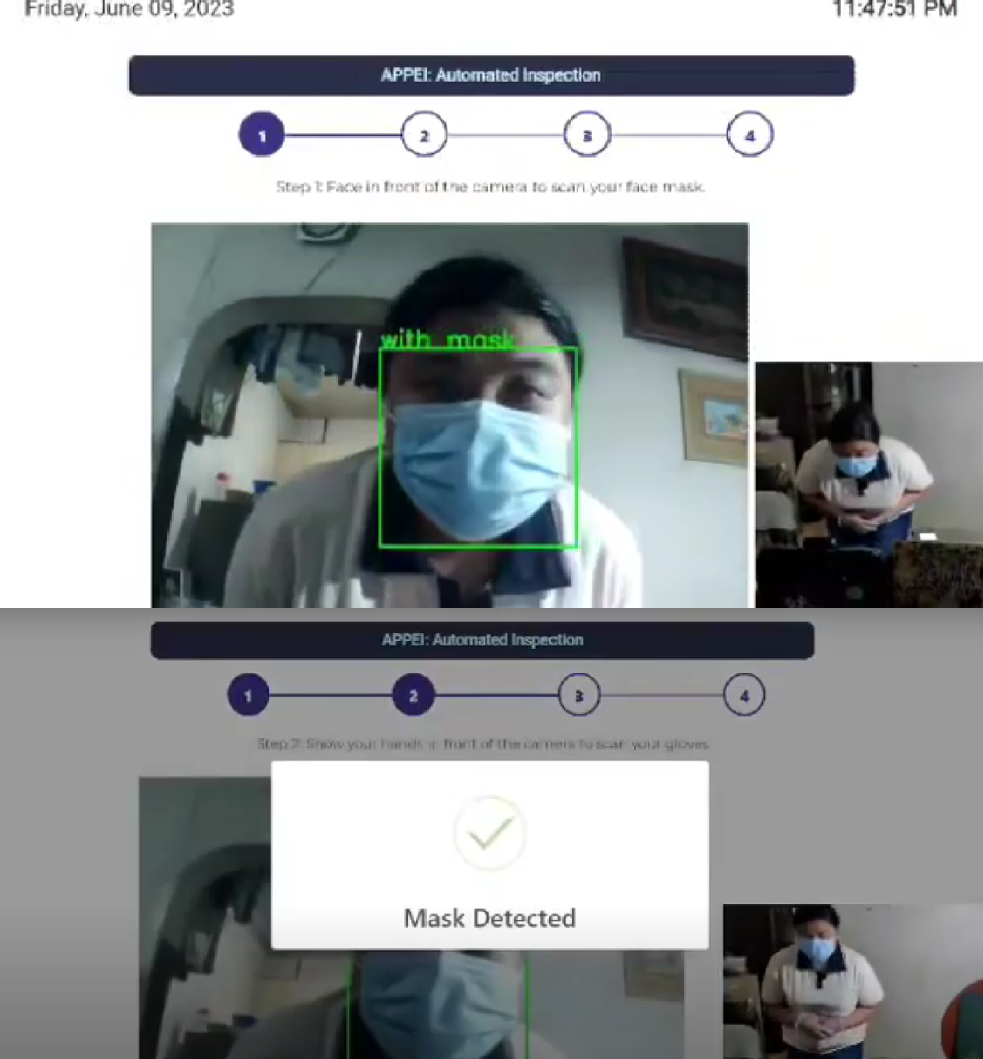 Friday, June 09, 2023
11:47:51 PM
APPEI: Automated Inspection
1
2
3
4
Step 1: Face in front of the camera to scan your face mask.
with_mask
APPEI: Automated Inspection
1
2
3
4
Step 2: Show your hands in front of the camera to scan your gloves
Mask Detected